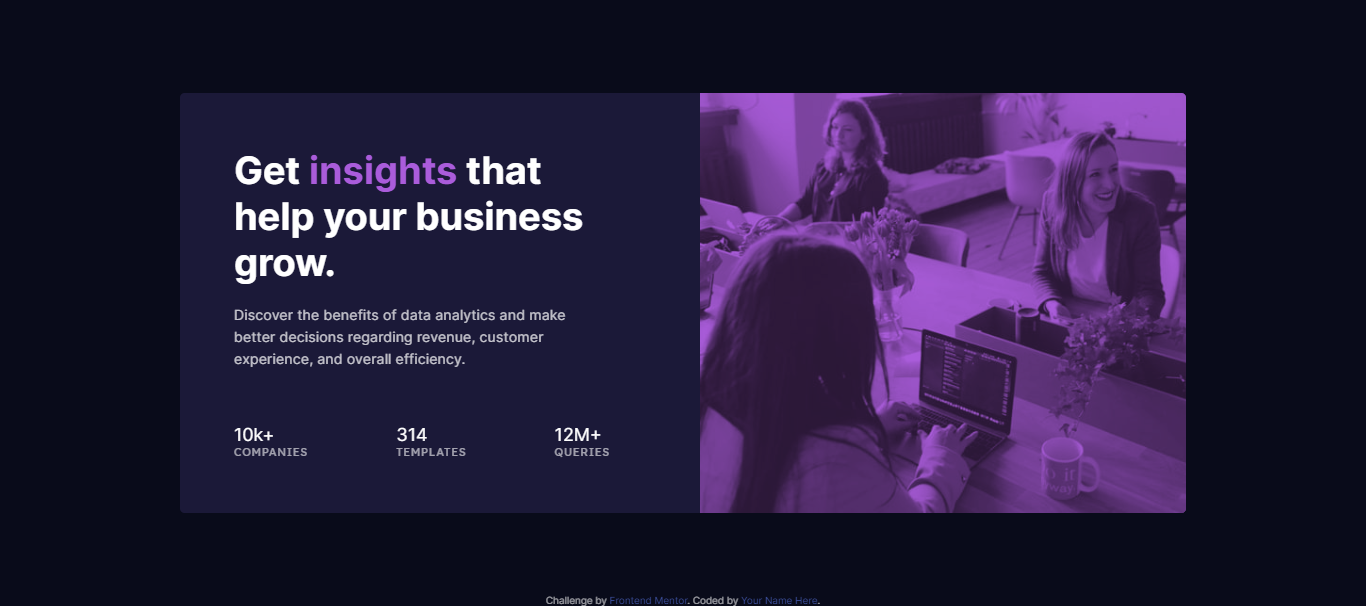 Get insights that
help your business
grow.
Discover the benefits of data analytics and make
better decisions regarding revenue, customer
experience, and overall efficiency.
10k+ 314 12M+
COMPANIES TEMPLATES QUERIES
Challenge by Frontend Mentor. Coded by Your Name Here.